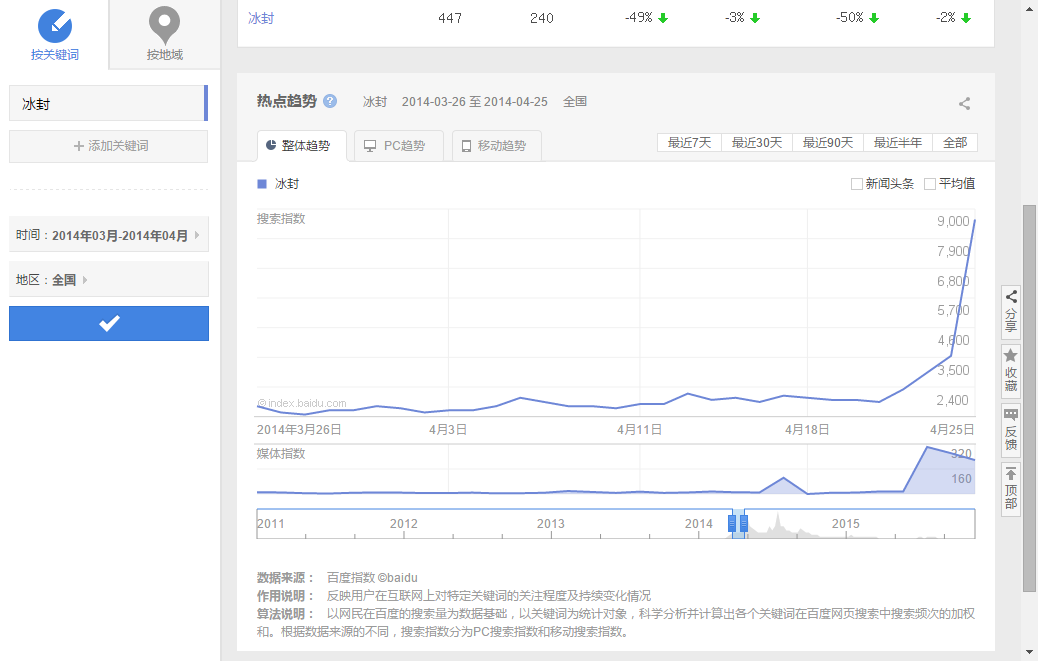 冰封 447 240 -49% -3% -50% -2%
按关键词 按地域
冰封
+ 添加关键词
时间：2014年03月-2014年04月
地区：全国
热点趋势 ? 冰封 2014-03-26 至 2014-04-25 全国
整体趋势 PC趋势 移动趋势 最近7天 最近30天 最近90天 最近半年 全部
冰封 新闻头条 平均值
搜索指数
9,000
7,900
6,800
5,700
4,600
3,500
2,400
©index.baidu.com
2014年3月26日 4月3日 4月11日 4月18日 4月25日
媒体指数
320
160
2011 2012 2013 2014 2015
数据来源： 百度指数 ©baidu
作用说明： 反映用户在互联网上对特定关键词的关注程度及持续变化情况
算法说明： 以网民在百度的搜索量为数据基础，以关键词为统计对象，科学分析并计算出各个关键词在百度网页搜索中搜索频次的加权
和。根据数据来源的不同，搜索指数分为PC搜索指数和移动搜索指数。
分享
收藏
反馈
顶部